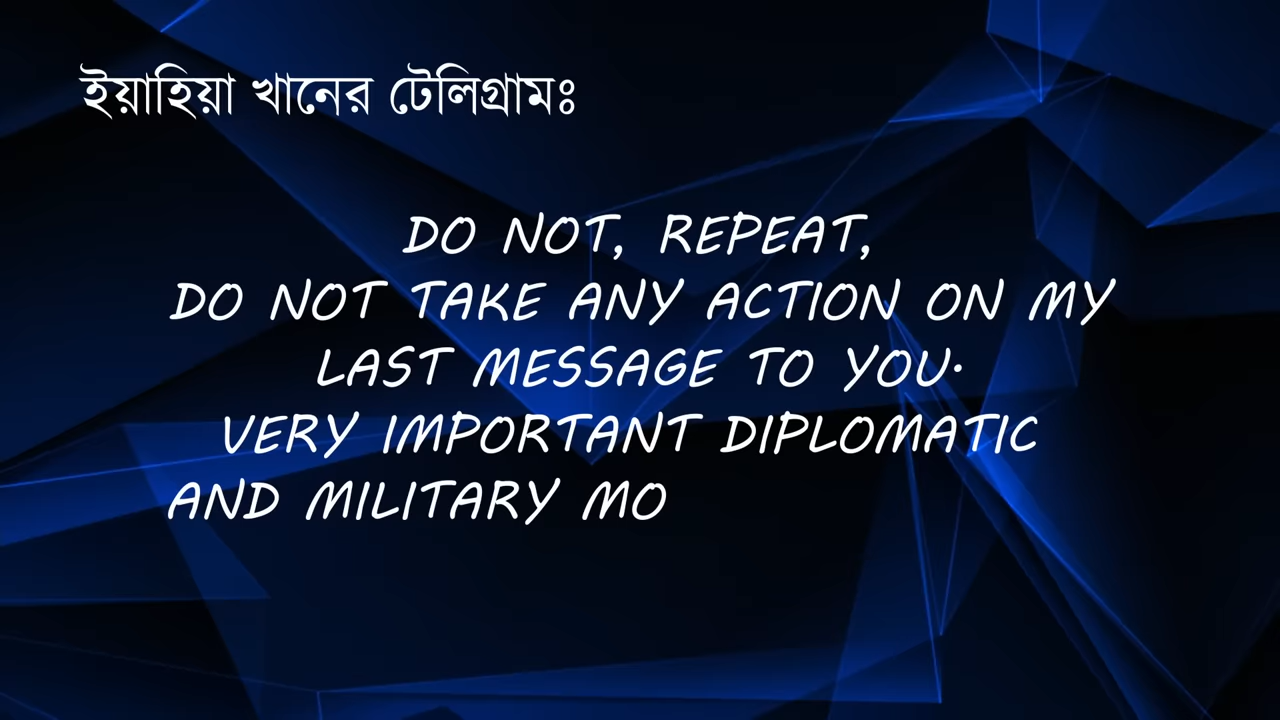 ইয়াহিয়া খানের টেলিগ্রামঃ
DO NOT, REPEAT,
DO NOT TAKE ANY ACTION ON MY
LAST MESSAGE TO YOU.
VERY IMPORTANT DIPLOMATIC
AND MILITARY MO